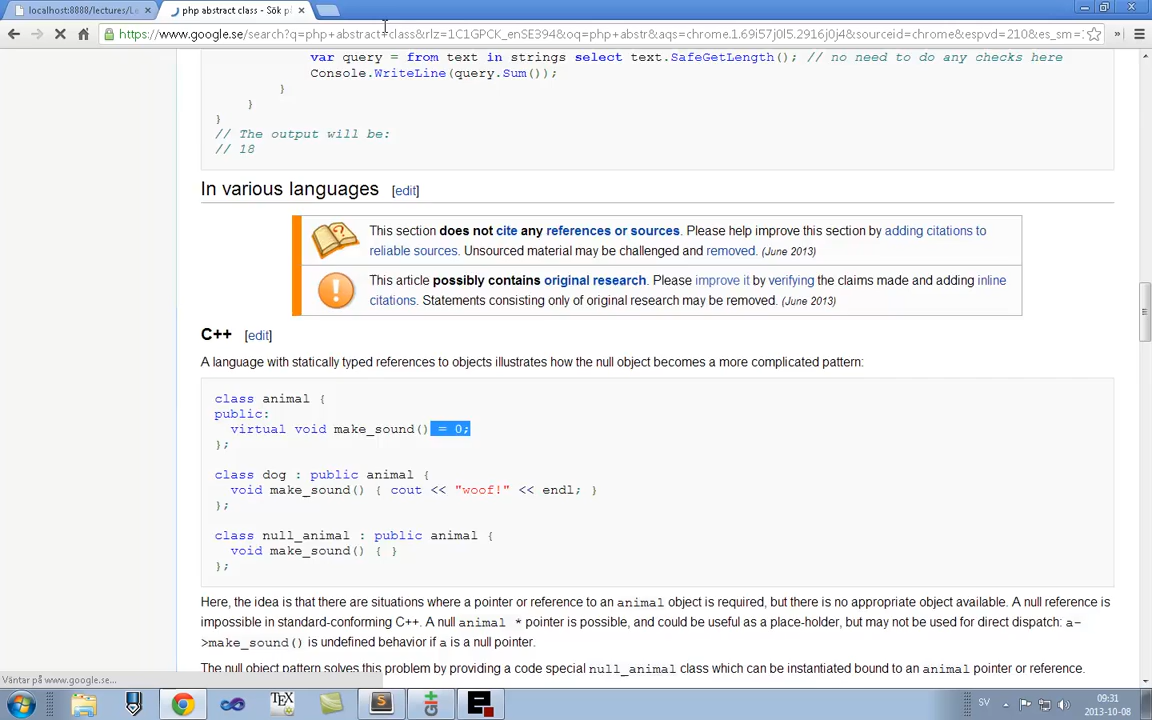 localhost:8888/lectures/Le
php abstract class - Sök p
https://www.google.se/search?q=php+abstract+class&rlz=1C1GPCK_enSE394&oq=php+abstr&aqs=chrome.1.69i57j0l5.2916j0j4&sourceid=chrome&espvd=210&es_sm=
var query = from text in strings select text.SafeGetLength(); // no need to do any checks here
Console.WriteLine(query.Sum());
}
}
}
// The output will be:
// 18
In various languages [edit]
This section does not cite any references or sources. Please help improve this section by adding citations to
reliable sources. Unsourced material may be challenged and removed. (June 2013)
This article possibly contains original research. Please improve it by verifying the claims made and adding inline
citations. Statements consisting only of original research may be removed. (June 2013)
C++ [edit]
A language with statically typed references to objects illustrates how the null object becomes a more complicated pattern:
class animal {
public:
virtual void make_sound() = 0;
};
class dog : public animal {
void make_sound() { cout << "woof!" << endl; }
};
class null_animal : public animal {
void make_sound() { }
};
Here, the idea is that there are situations where a pointer or reference to an animal object is required, but there is no appropriate object available. A null reference is
impossible in standard-conforming C++. A null animal * pointer is possible, and could be useful as a place-holder, but may not be used for direct dispatch: a-
>make_sound() is undefined behavior if a is a null pointer.
The null object pattern solves this problem by providing a code special null_animal class which can be instantiated bound to an animal pointer or reference.
Väntar på www.google.se...
TEX
SV
09:31
2013-10-08